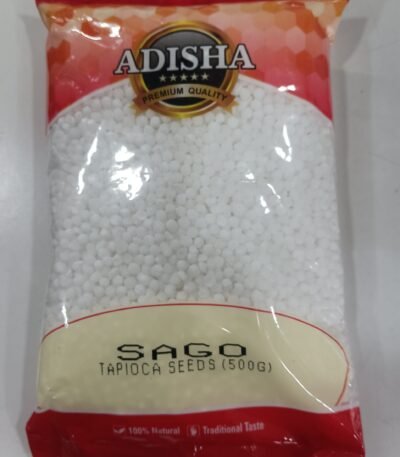 ADISHA
PREMIUM QUALITY
SAGO
TAPIOCA SEEDS (500G)
100% Natural Traditional Taste